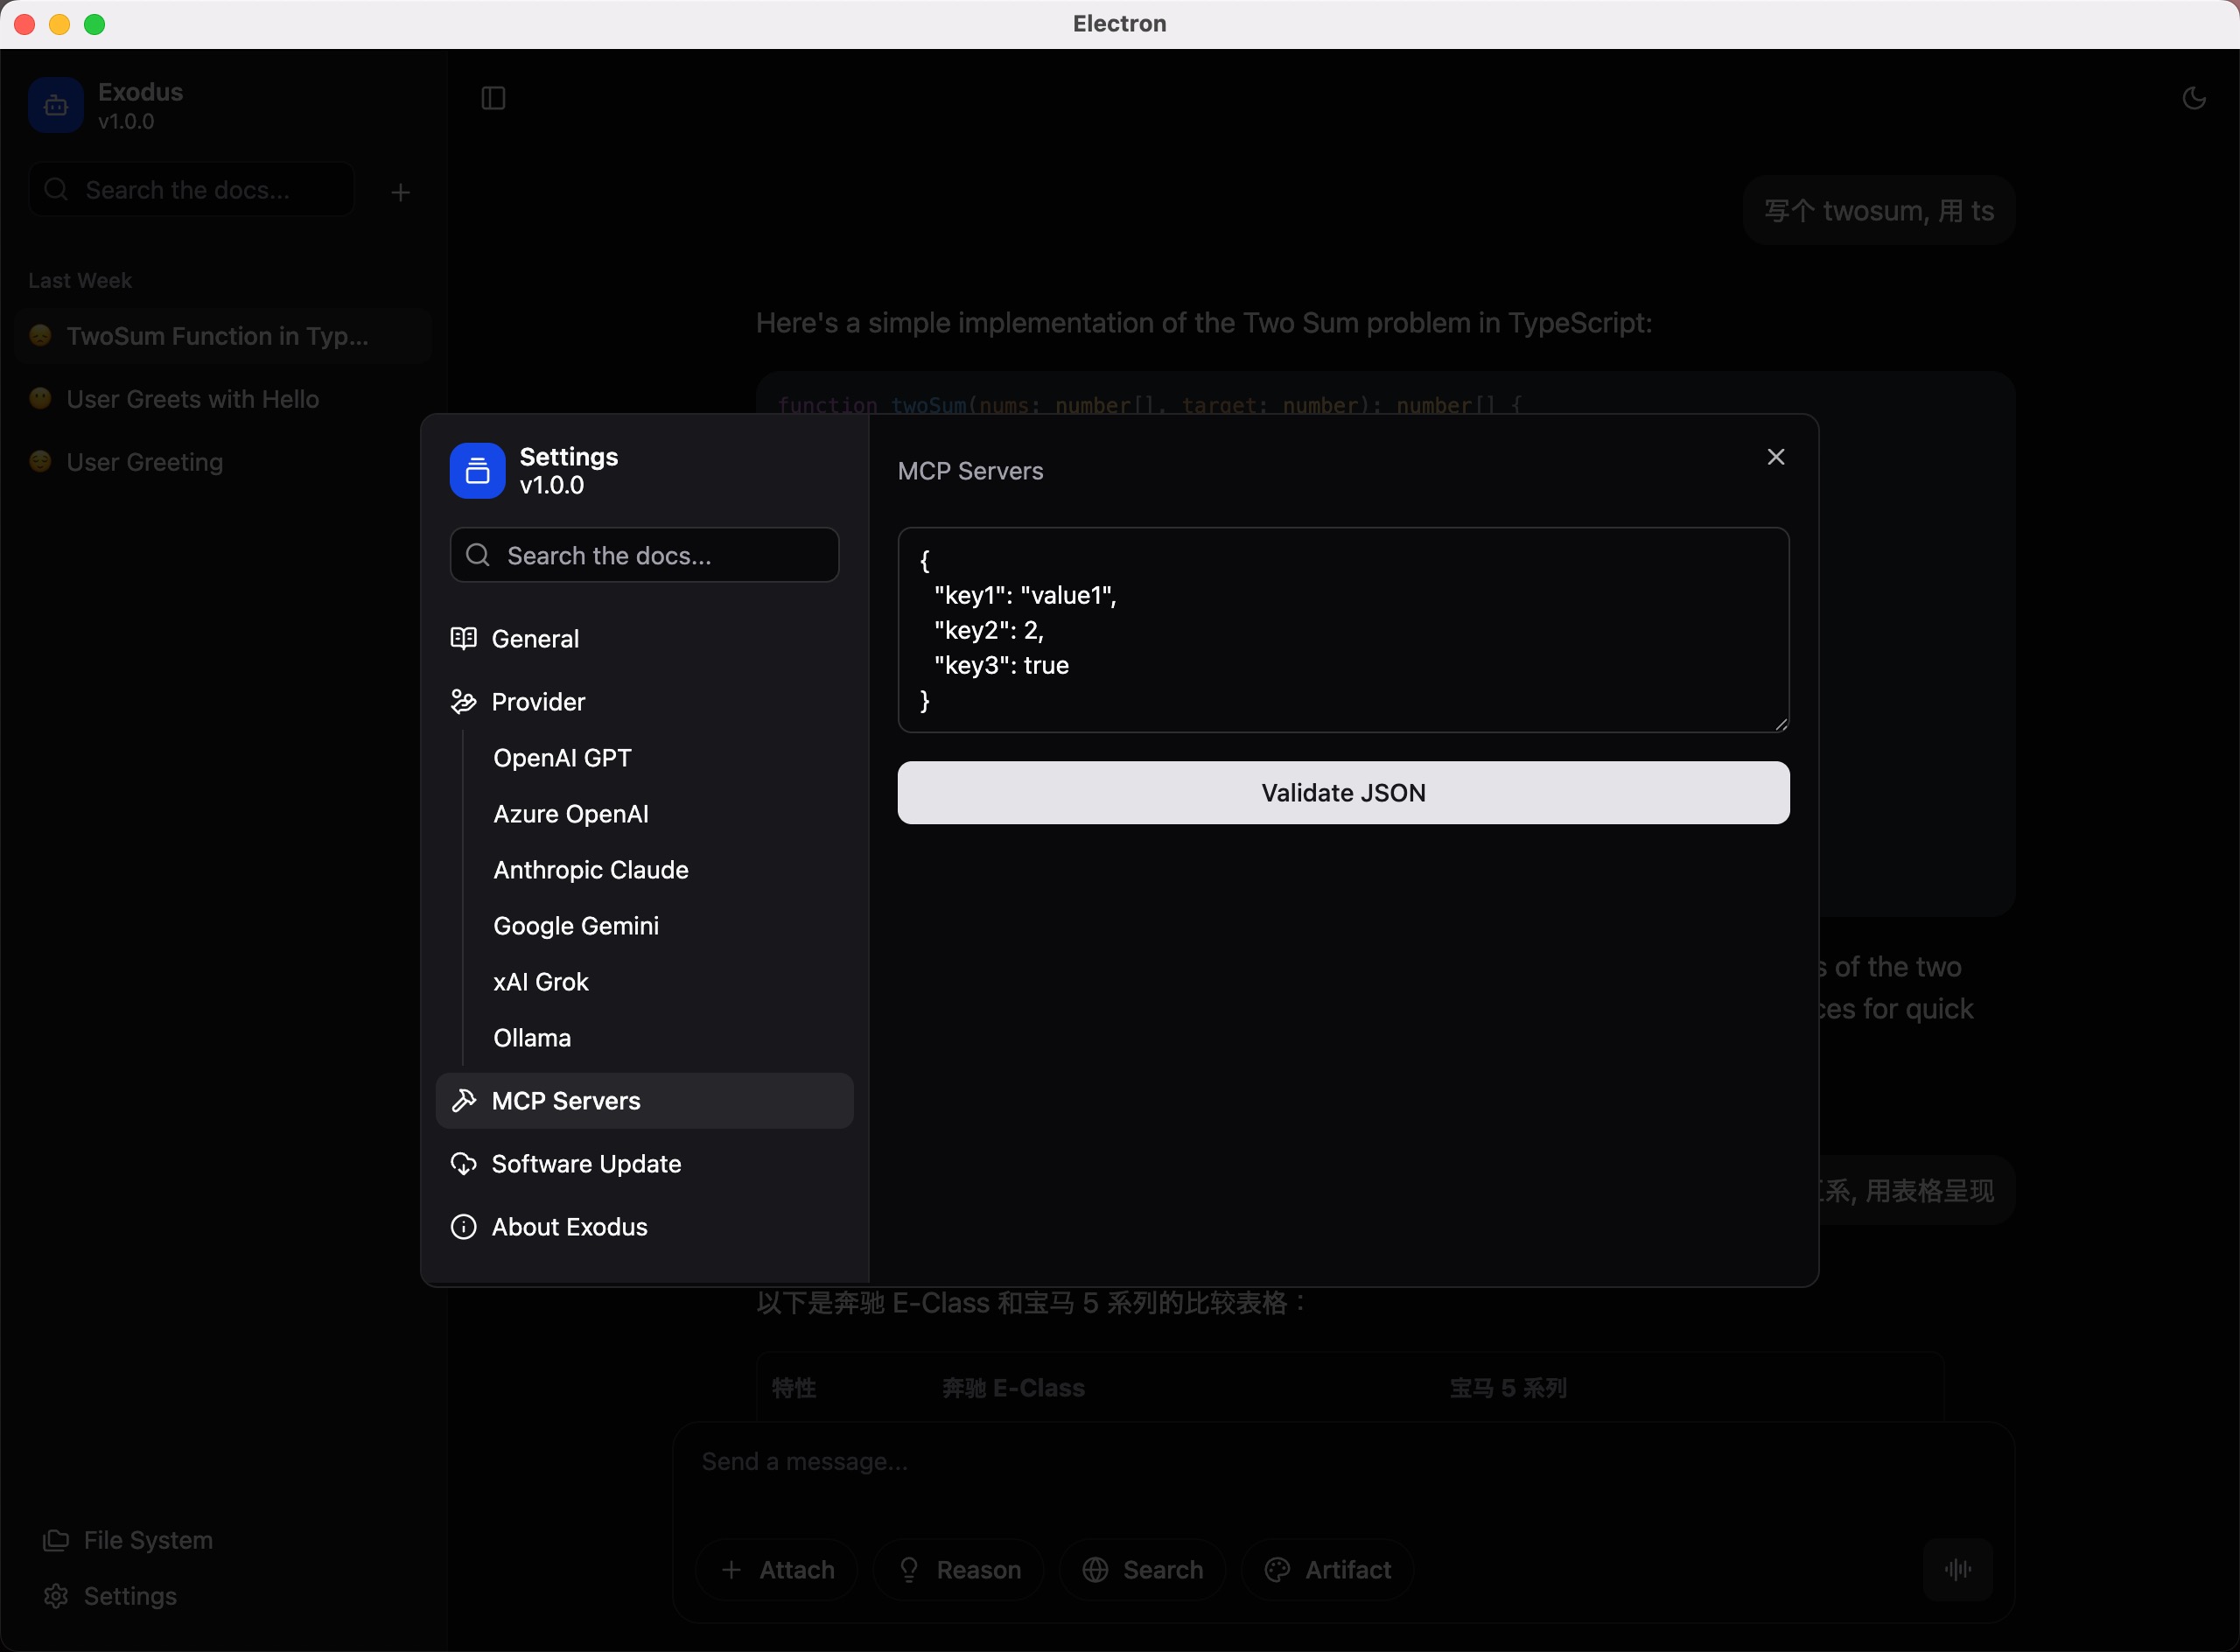 Electron
Exodus
v1.0.0
Search the docs...
Last Week
TwoSum Function in Typ...
User Greets with Hello
User Greeting
File System
Settings
写个 twosum, 用 ts
Here's a simple implementation of the Two Sum problem in TypeScript:
function twoSum(nums: number[], target: number): number[] {
Settings
v1.0.0
Search the docs...
General
Provider
OpenAI GPT
Azure OpenAI
Anthropic Claude
Google Gemini
xAI Grok
Ollama
MCP Servers
Software Update
About Exodus
MCP Servers
{
"key1": "value1",
"key2": 2,
"key3": true
}
Validate JSON
of the two
for quick
系, 用表格呈现
以下是奔驰 E-Class 和宝马 5 系列的比较表格：
特性 奔驰 E-Class 宝马 5 系列
Send a message...
Attach
Reason
Search
Artifact